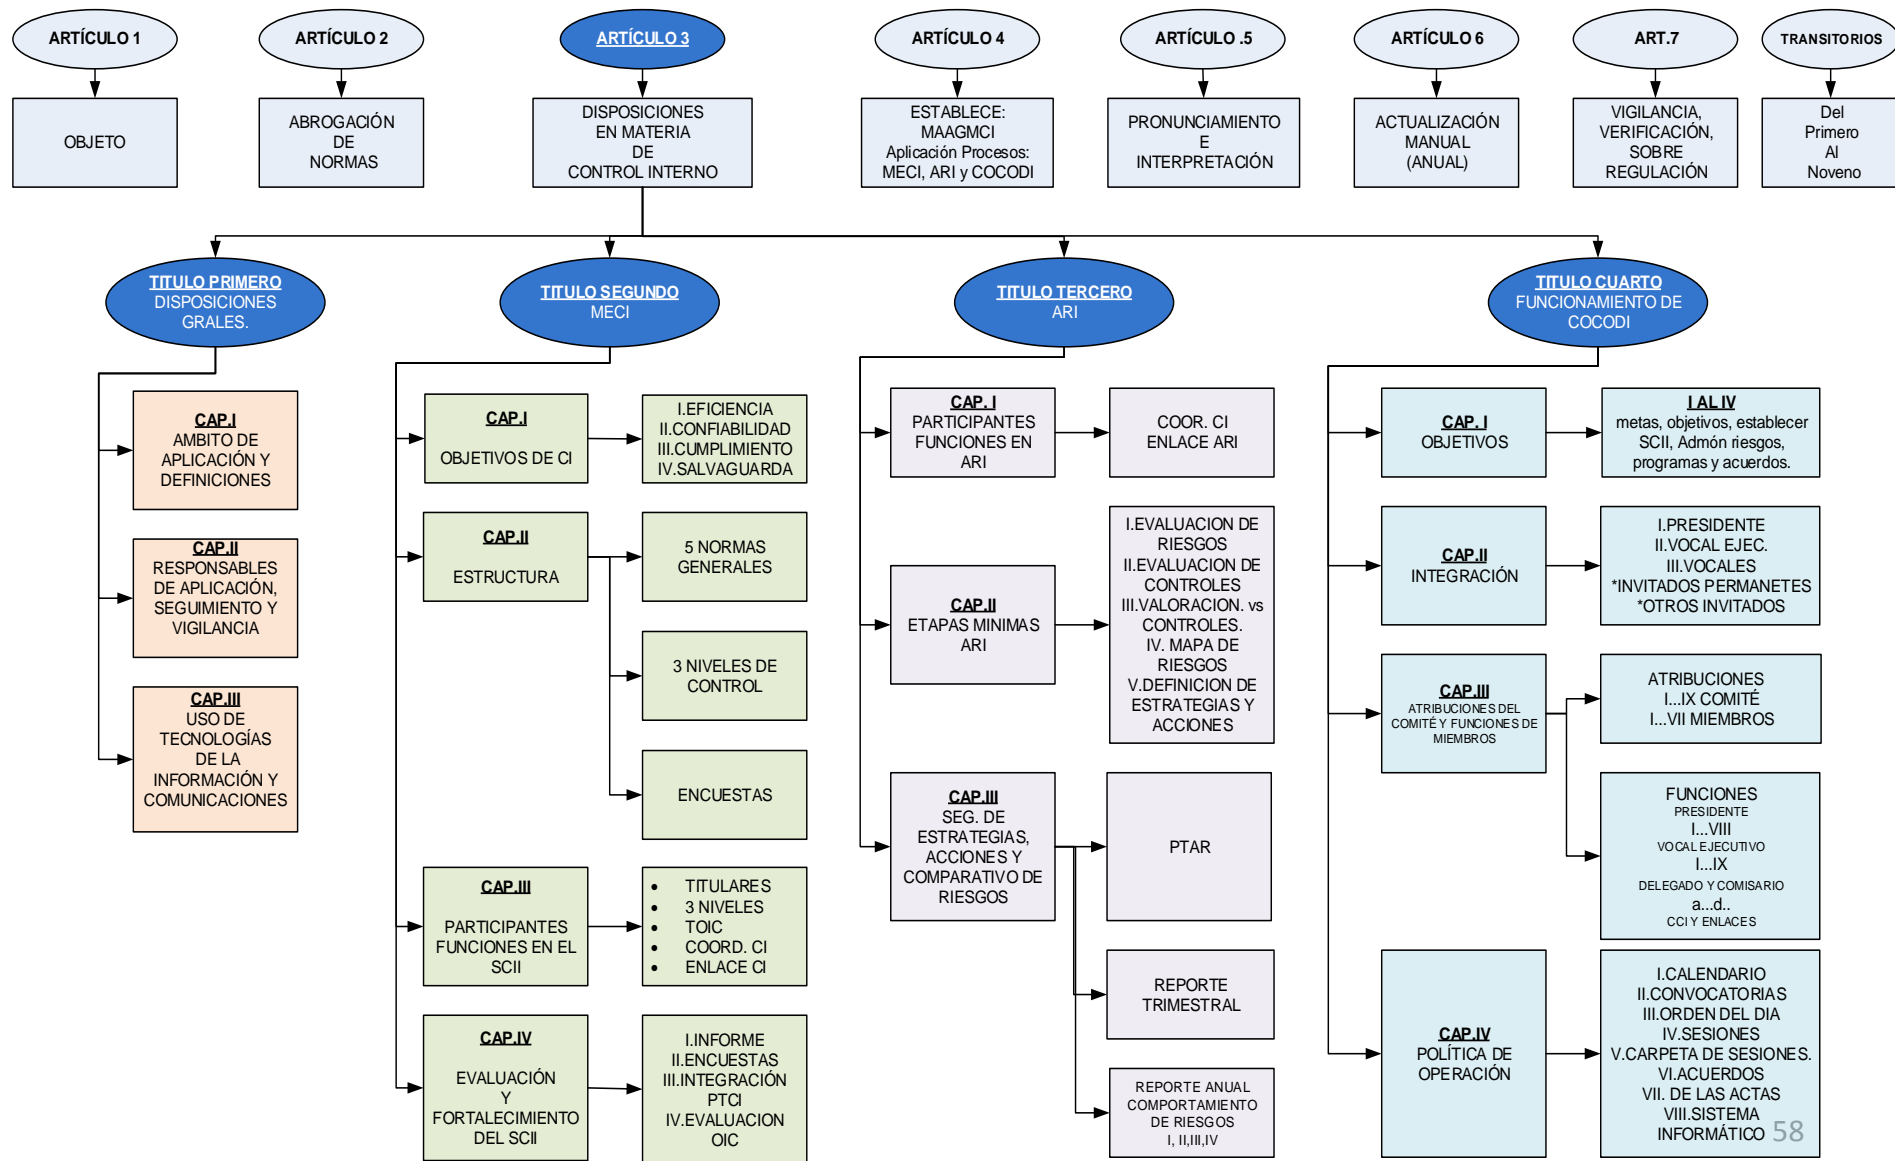 ARTÍCULO 1
ARTÍCULO 2
ARTÍCULO 3
ARTÍCULO 4
ARTÍCULO .5
ARTÍCULO 6
ART.7
TRANSITORIOS
OBJETO
ABROGACIÓN
DE
NORMAS
DISPOSICIONES
EN MATERIA
DE
CONTROL INTERNO
ESTABLECE:
MAAGMCI
Aplicación Procesos:
MECI, ARI y COCODI
PRONUNCIAMIENTO
E
INTERPRETACIÓN
ACTUALIZACIÓN
MANUAL
(ANUAL)
VIGILANCIA,
VERIFICACIÓN,
SOBRE
REGULACIÓN
Del
Primero
Al
Noveno
TITULO PRIMERO
DISPOSICIONES
GRALES.
TITULO SEGUNDO
MECI
TITULO TERCERO
ARI
TITULO CUARTO
FUNCIONAMIENTO DE
COCODI
CAP.I
AMBITO DE
APLICACIÓN Y
DEFINICIONES
CAP.II
RESPONSABLES
DE APLICACIÓN,
SEGUIMIENTO Y
VIGILANCIA
CAP.III
USO DE
TECNOLOGÍAS
DE LA
INFORMACIÓN Y
COMUNICACIONES
CAP.I
OBJETIVOS DE CI
I.EFICIENCIA
II.CONFIABILIDAD
III.CUMPLIMIENTO
IV.SALVAGUARDA
CAP.II
ESTRUCTURA
5 NORMAS
GENERALES
3 NIVELES DE
CONTROL
ENCUESTAS
CAP.III
PARTICIPANTES
FUNCIONES EN EL
SCII
• TITULARES
• 3 NIVELES
• TOIC
• COORD. CI
• ENLACE CI
CAP.IV
EVALUACIÓN
Y
FORTALECIMIENTO
DEL SCII
I.INFORME
II.ENCUESTAS
III.INTEGRACIÓN
PTCI
IV.EVALUACION
OIC
CAP. I
PARTICIPANTES
FUNCIONES EN
ARI
COOR. CI
ENLACE ARI
CAP.II
ETAPAS MINIMAS
ARI
I.EVALUACION DE
RIESGOS
II.EVALUACION DE
CONTROLES
III.VALORACION. vs
CONTROLES.
IV. MAPA DE
RIESGOS
V.DEFINICION DE
ESTRATEGIAS Y
ACCIONES
CAP.III
SEG. DE
ESTRATEGIAS,
ACCIONES Y
COMPARATIVO DE
RIESGOS
PTAR
REPORTE
TRIMESTRAL
REPORTE ANUAL
COMPORTAMIENTO
DE RIESGOS
I, II,III,IV
CAP. I
OBJETIVOS
I AL IV
metas, objetivos, establecer
SCII, Admón riesgos,
programas y acuerdos.
CAP.II
INTEGRACIÓN
I.PRESIDENTE
II.VOCAL EJEC.
III.VOCALES
*INVITADOS PERMANETES
*OTROS INVITADOS
CAP.III
ATRIBUCIONES DEL
COMITÉ Y FUNCIONES DE
MIEMBROS
ATRIBUCIONES
I...IX COMITÉ
I...VII MIEMBROS
FUNCIONES
PRESIDENTE
I...VIII
VOCAL EJECUTIVO
I...IX
DELEGADO Y COMISARIO
a...d..
CCI Y ENLACES
CAP.IV
POLÍTICA DE
OPERACIÓN
I.CALENDARIO
II.CONVOCATORIAS
III.ORDEN DEL DIA
IV.SESIONES
V.CARPETA DE SESIONES.
VI.ACUERDOS
VII. DE LAS ACTAS
VIII.SISTEMA
INFORMÁTICO
58